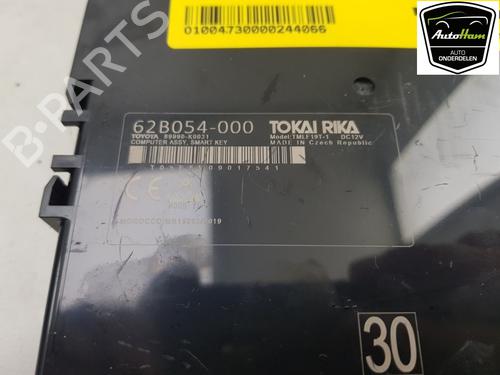 01004730000244066
AutoHam
AUTO
ONDERDELEN
B-Parts
62B054-000 TOKAI RIKA
TOYOTA 89990-K0031 Model:TMLF19T-1 DC12V
COMPUTER ASSY, SMART KEY MADE IN Czech Republic
CE
30